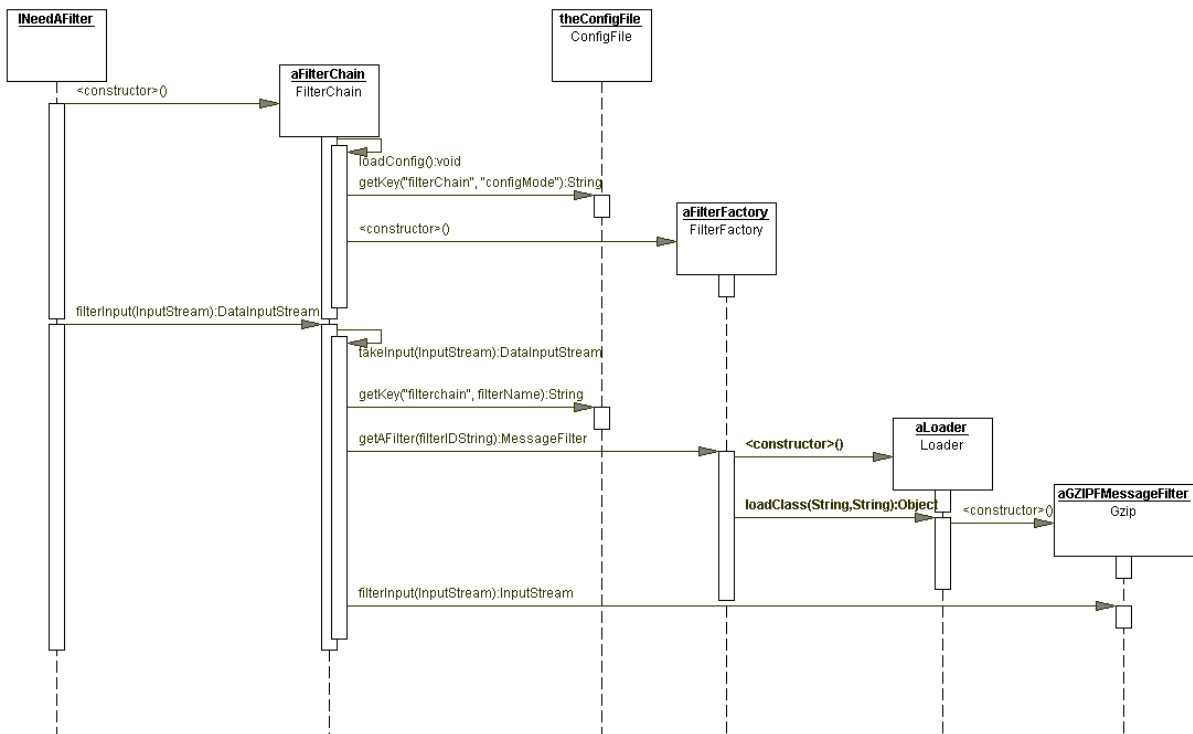 INeedAFilter
theConfigFile
ConfigFile
aFilterChain
FilterChain
<constructor>()
loadConfig():void
getKey("filterChain", "configMode"):String
aFilterFactory
FilterFactory
<constructor>()
filterInput(InputStream):DataInputStream
takeInput(InputStream):DataInputStream
getKey("filterchain", filterName):String
aLoader
Loader
getAFilter(filterIDString):MessageFilter
<constructor>()
aGZIPFMessageFilter
Gzip
loadClass(String,String):Object
<constructor>()
filterInput(InputStream):InputStream